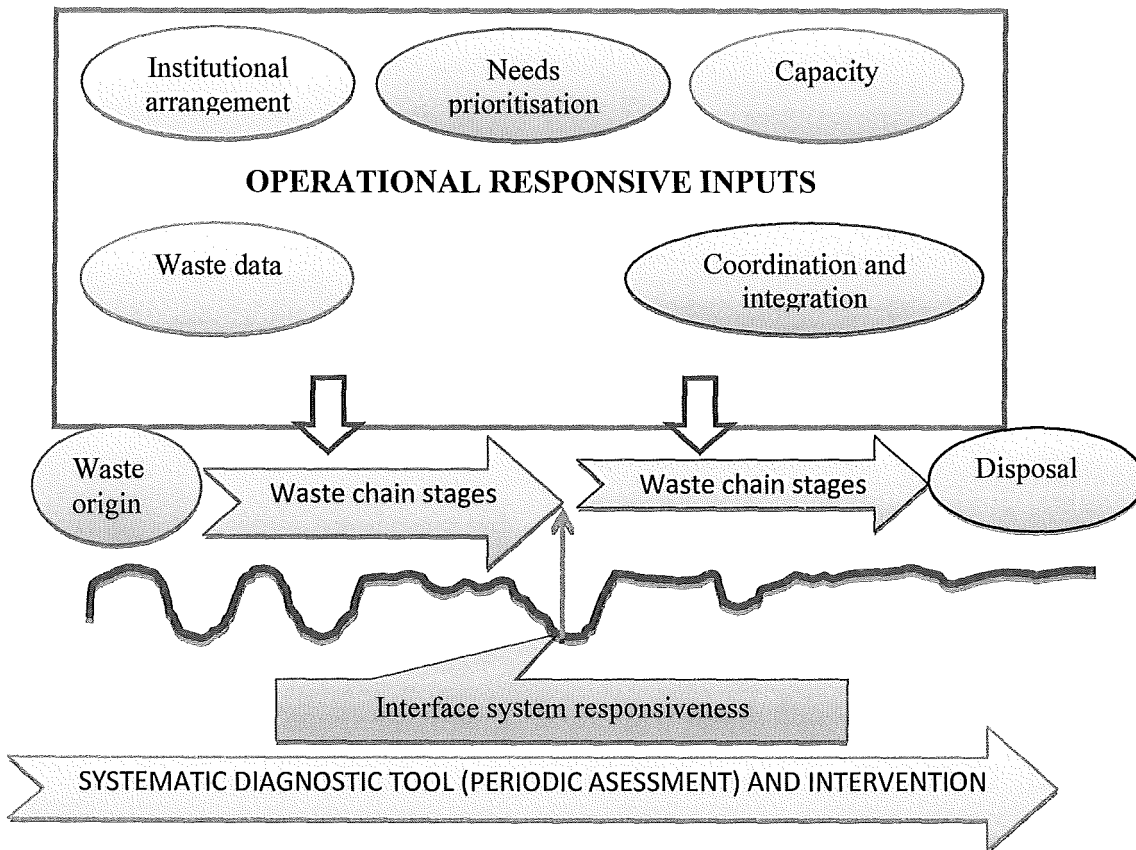 Institutional
arrangement
Needs
prioritisation
Capacity
OPERATIONAL RESPONSIVE INPUTS
Waste data
Coordination and
integration
Waste
origin
Waste chain stages
Waste chain stages
Disposal
Interface system responsiveness
SYSTEMATIC DIAGNOSTIC TOOL (PERIODIC ASESSMENT) AND INTERVENTION